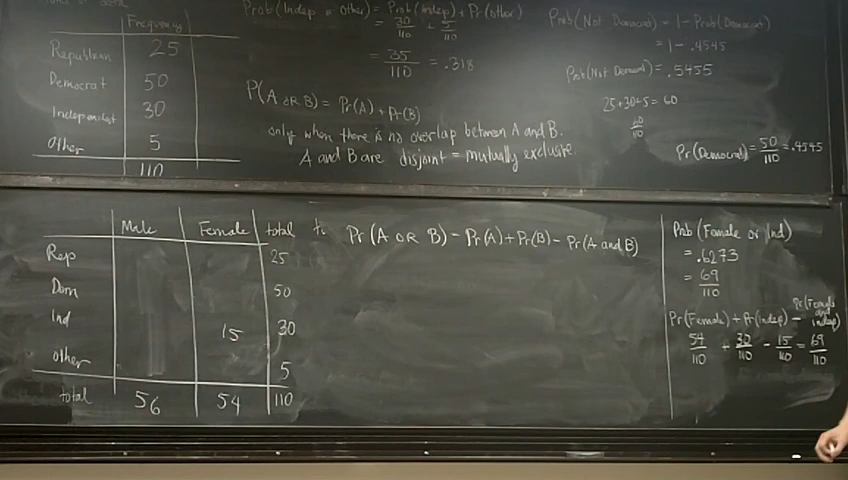 Frequency
Republican 25
Democrat 50
Independent 30
Other 5
110
Prob(Indep or Other) = Prob(Indep) + Pr(other)
= 30/110 + 5/110
= 35/110 = .318
P(A OR B) = Pr(A) + Pr(B)
only when there is no overlap between A and B.
A and B are disjoint = mutually exclusive.
Prob(Not Democrat) = 1 - Prob(Democrat)
= 1 - .4545
Prob(Not Democrat) = .5455
25+30+5 = 60
60/110
Pr(Democrat) = 50/110 = .4545
Male Female total
Rep 25
Dem 50
Ind 15 30
other 5
total 56 54 110
Pr(A OR B) = Pr(A) + Pr(B) - Pr(A and B)
Prob(Female or Ind)
= .6273
= 69/110
Pr(Female) + Pr(indep) - Pr(Female and indep)
54/110 + 30/110 - 15/110 = 69/110